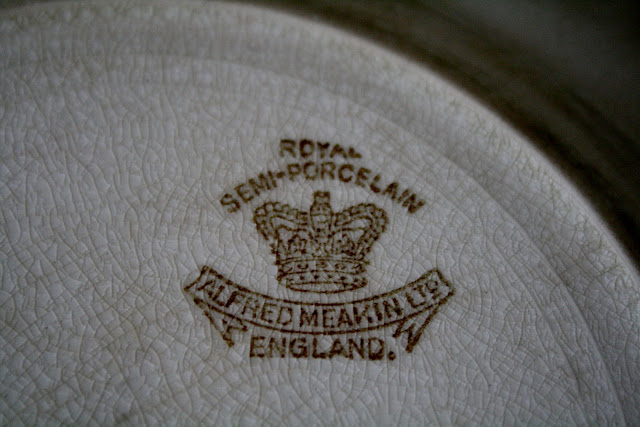 ROYAL
SEMI-PORCELAIN
ALFRED MEAKIN LTD
ENGLAND.